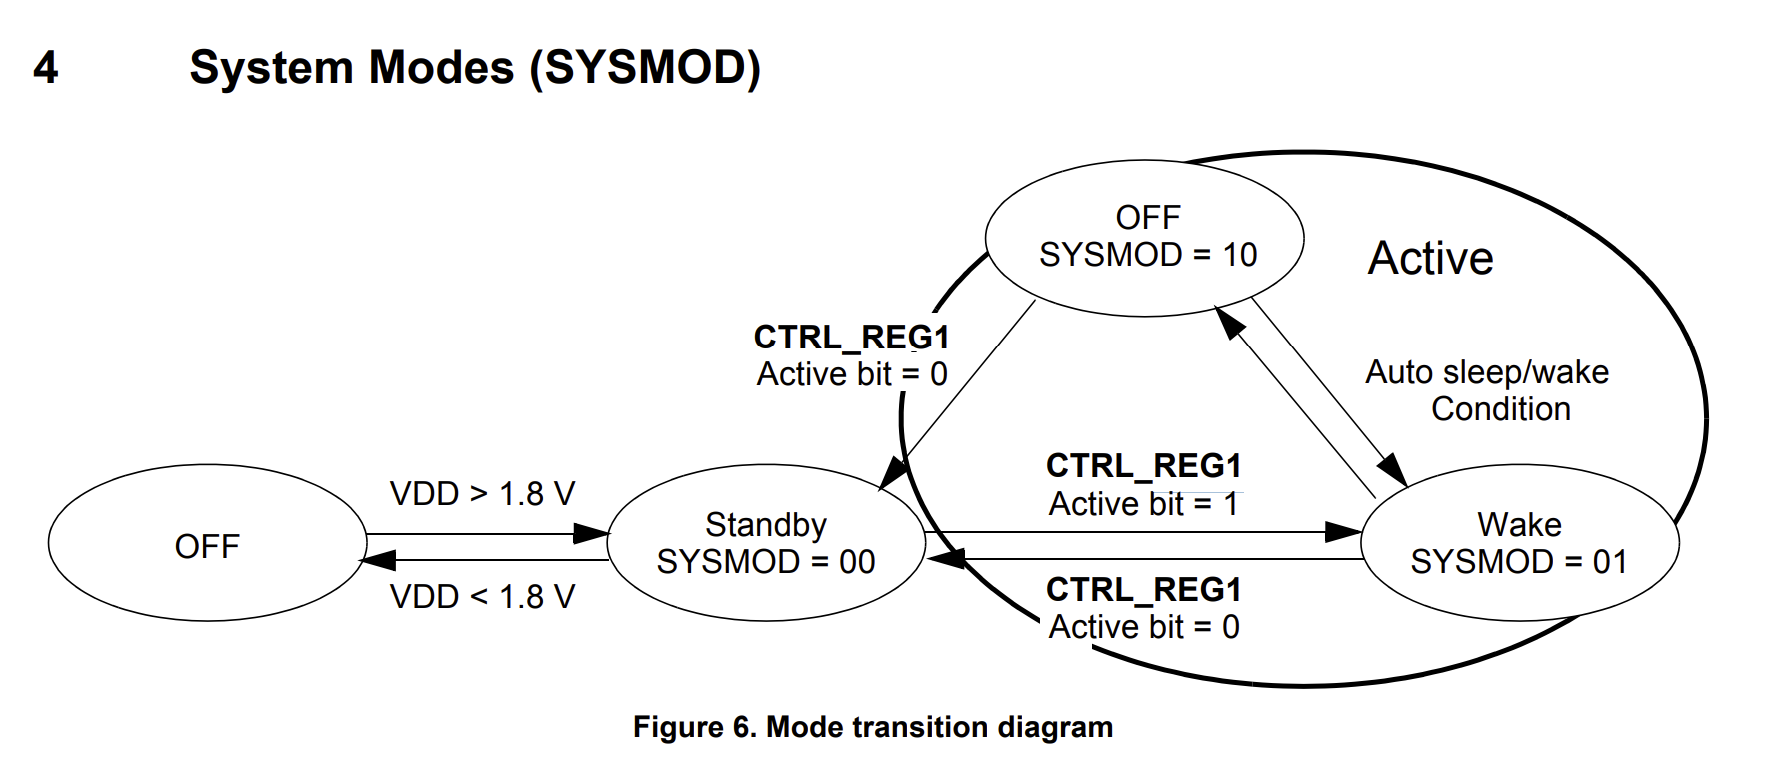 4 System Modes (SYSMOD)
OFF
SYSMOD = 10
Active
CTRL_REG1
Active bit = 0
Auto sleep/wake
Condition
CTRL_REG1
Active bit = 1
VDD > 1.8 V
OFF
Standby
SYSMOD = 00
Wake
SYSMOD = 01
VDD < 1.8 V
CTRL_REG1
Active bit = 0
Figure 6. Mode transition diagram